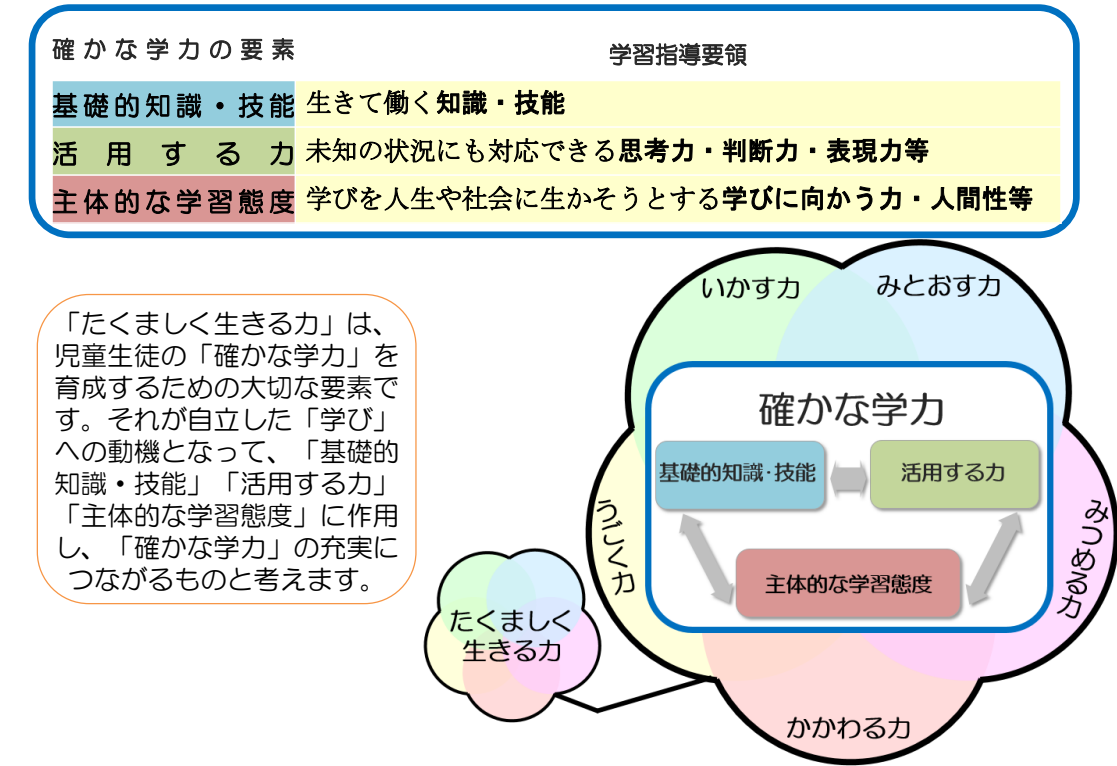 確かな学力の要素 学習指導要領
基礎的知識・技能 生きて働く知識・技能
活用する力 未知の状況にも対応できる思考力・判断力・表現力等
主体的な学習態度 学びを人生や社会に生かそうとする学びに向かう力・人間性等
「たくましく生きる力」は、
児童生徒の「確かな学力」を
育成するための大切な要素で
す。それが自立した「学び」
への動機となって、「基礎的
知識・技能」「活用する力」
「主体的な学習態度」に作用
し、「確かな学力」の充実に
つながるものと考えます。
いかす力
みとおす力
確かな学力
基礎的知識・技能
活用する力
主体的な学習態度
うごく力
みつめる力
かかわる力
たくましく
生きる力